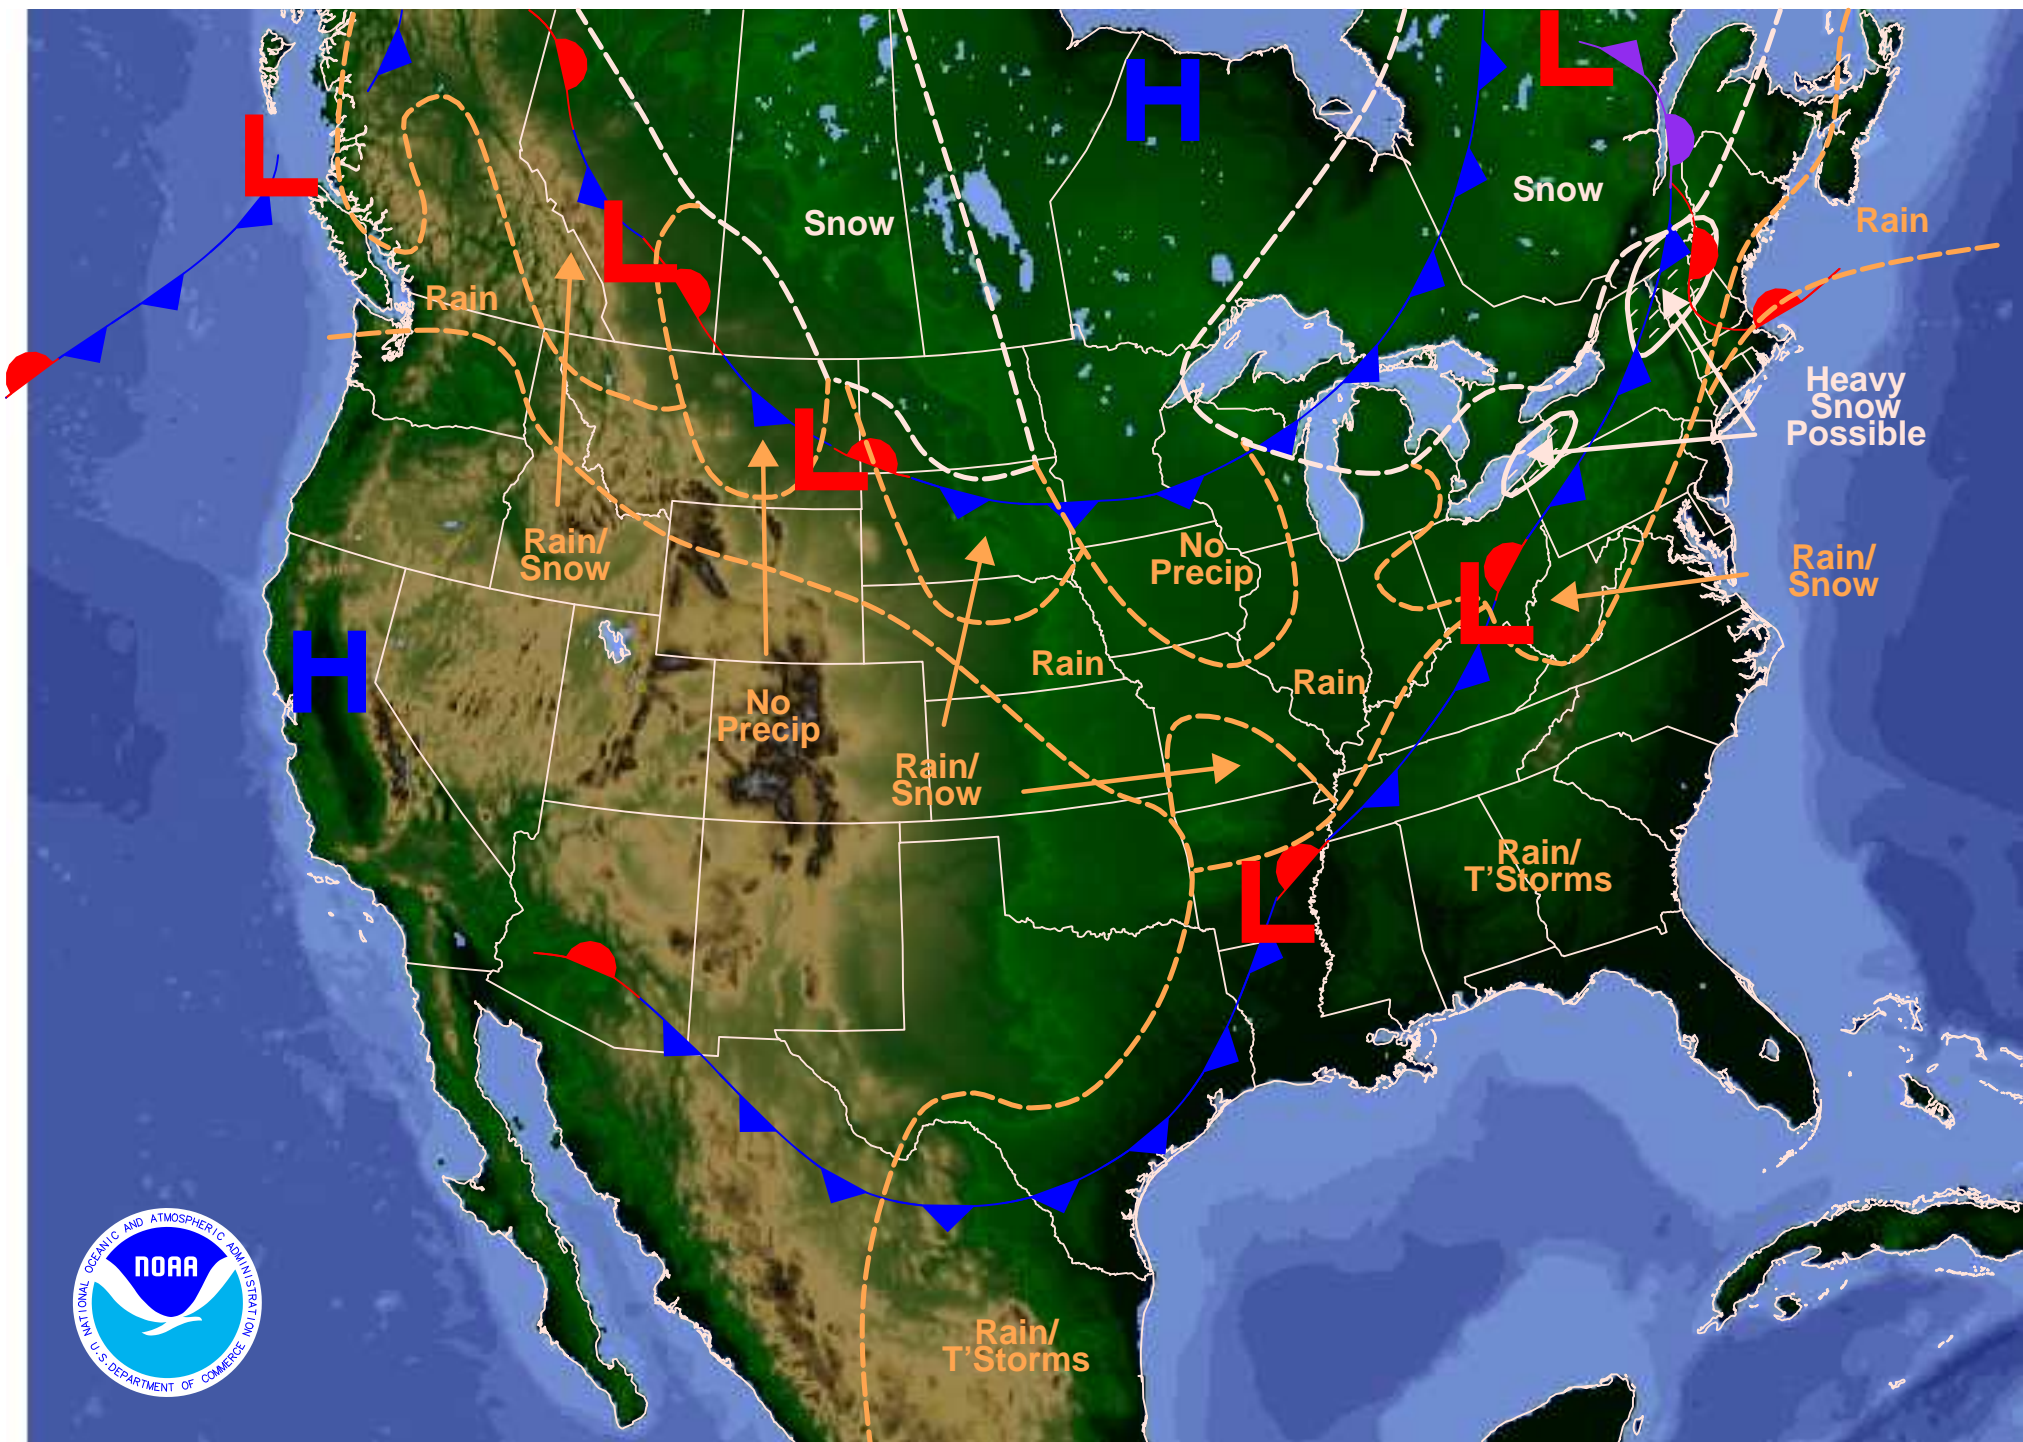 L
H
L
Snow
Snow
L
Rain
L
Rain
Heavy
Snow
Possible
L
Rain/
Snow
No
Precip
Rain/
Snow
L
H
Rain
Rain
No
Precip
Rain/
Snow
Rain/
T'Storms
L
Rain/
T'Storms
NATIONAL OCEANIC AND ATMOSPHERIC ADMINISTRATION
NOAA
U.S. DEPARTMENT OF COMMERCE